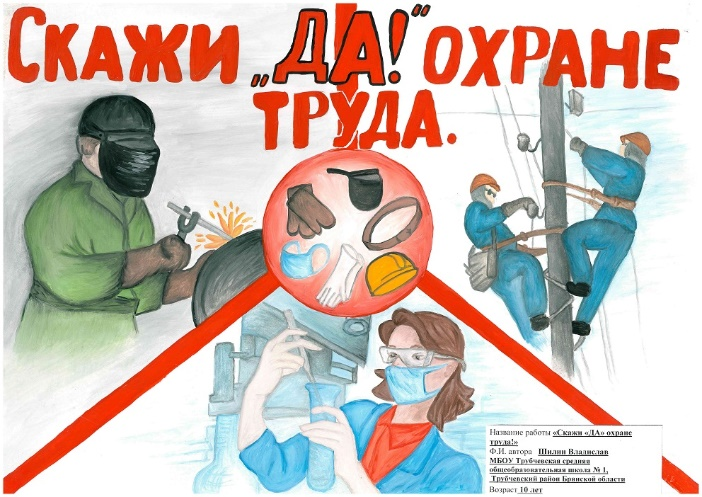 Скажи „ДА!“ ОХРАНЕ
ТРУДА.
Название работы «Скажи «ДА» охране
труда!»
Ф.И. автора Шилин Владислав
МБОУ Трубчевская средняя
общеобразовательная школа № 1,
Трубчевский район Брянской области
Возраст 10 лет